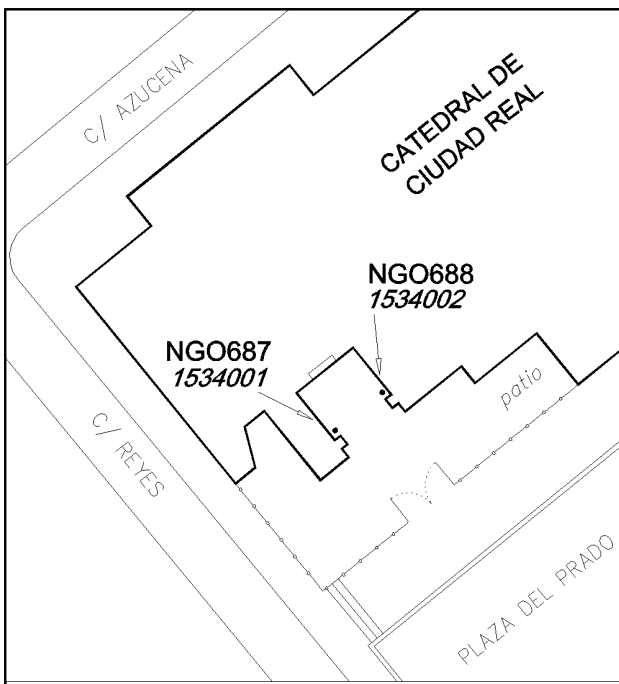 C/ AZUCENA
CATEDRAL DE
CIUDAD REAL
NGO688
1534002
NGO687
1534001
patio
C/ REYES
PLAZA DEL PRADO